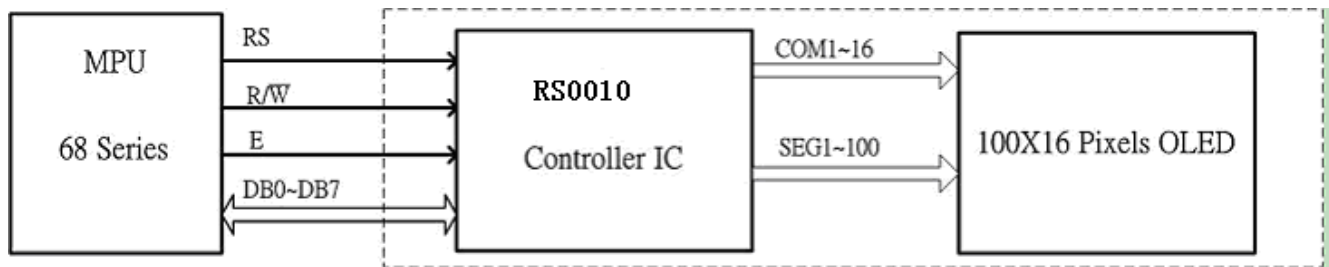 MPU
68 Series
RS
R/W̅
E
DB0~DB7
RS0010
Controller IC
COM1~16
SEG1~100
100X16 Pixels OLED